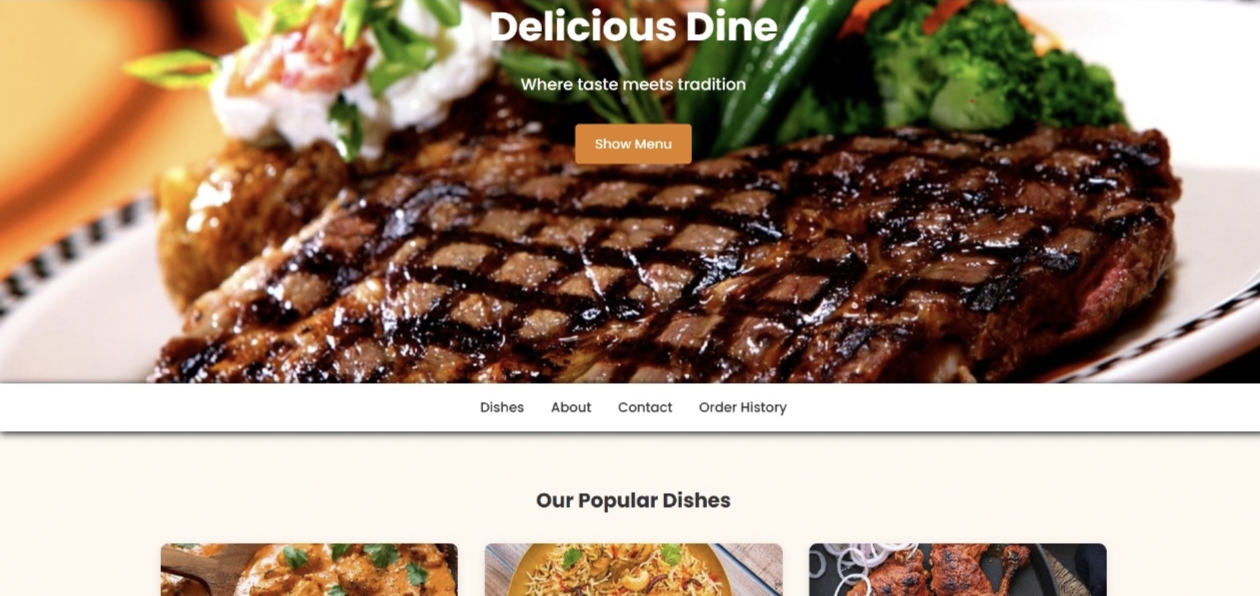 Delicious Dine
Where taste meets tradition
Show Menu
Dishes About Contact Order History
Our Popular Dishes